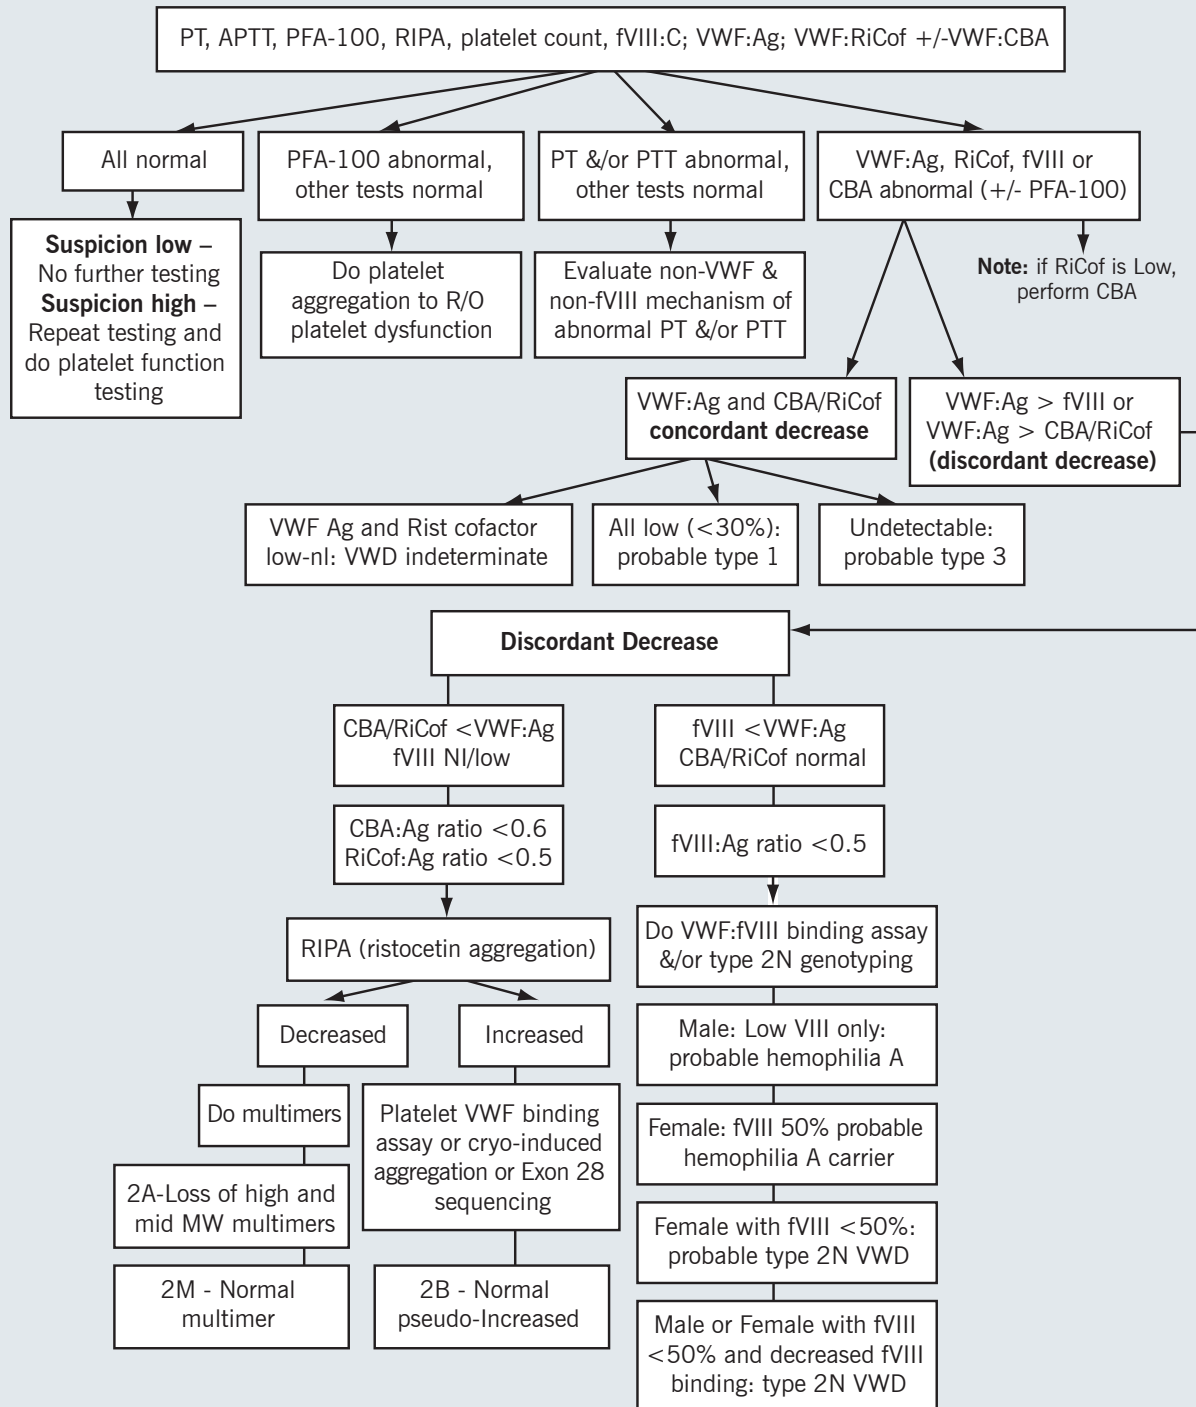 PT, APTT, PFA-100, RIPA, platelet count, fVIII:C; VWF:Ag; VWF:RiCof +/-VWF:CBA
All normal
PFA-100 abnormal,
other tests normal
PT &/or PTT abnormal,
other tests normal
VWF:Ag, RiCof, fVIII or
CBA abnormal (+/- PFA-100)
Suspicion low –
No further testing
Suspicion high –
Repeat testing and
do platelet function
testing
Do platelet
aggregation to R/O
platelet dysfunction
Evaluate non-VWF &
non-fVIII mechanism of
abnormal PT &/or PTT
Note: if RiCof is Low,
perform CBA
VWF:Ag and CBA/RiCof
concordant decrease
VWF:Ag > fVIII or
VWF:Ag > CBA/RiCof
(discordant decrease)
VWF Ag and Rist cofactor
low-nl: VWD indeterminate
All low (<30%):
probable type 1
Undetectable:
probable type 3
Discordant Decrease
CBA/RiCof <VWF:Ag
fVIII Nl/low
fVIII <VWF:Ag
CBA/RiCof normal
CBA:Ag ratio <0.6
RiCof:Ag ratio <0.5
fVIII:Ag ratio <0.5
RIPA (ristocetin aggregation)
Do VWF:fVIII binding assay
&/or type 2N genotyping
Decreased
Increased
Male: Low VIII only:
probable hemophilia A
Do multimers
Platelet VWF binding
assay or cryo-induced
aggregation or Exon 28
sequencing
Female: fVIII 50% probable
hemophilia A carrier
2A-Loss of high and
mid MW multimers
Female with fVIII <50%:
probable type 2N VWD
2M - Normal
multimer
2B - Normal
pseudo-Increased
Male or Female with fVIII
<50% and decreased fVIII
binding: type 2N VWD